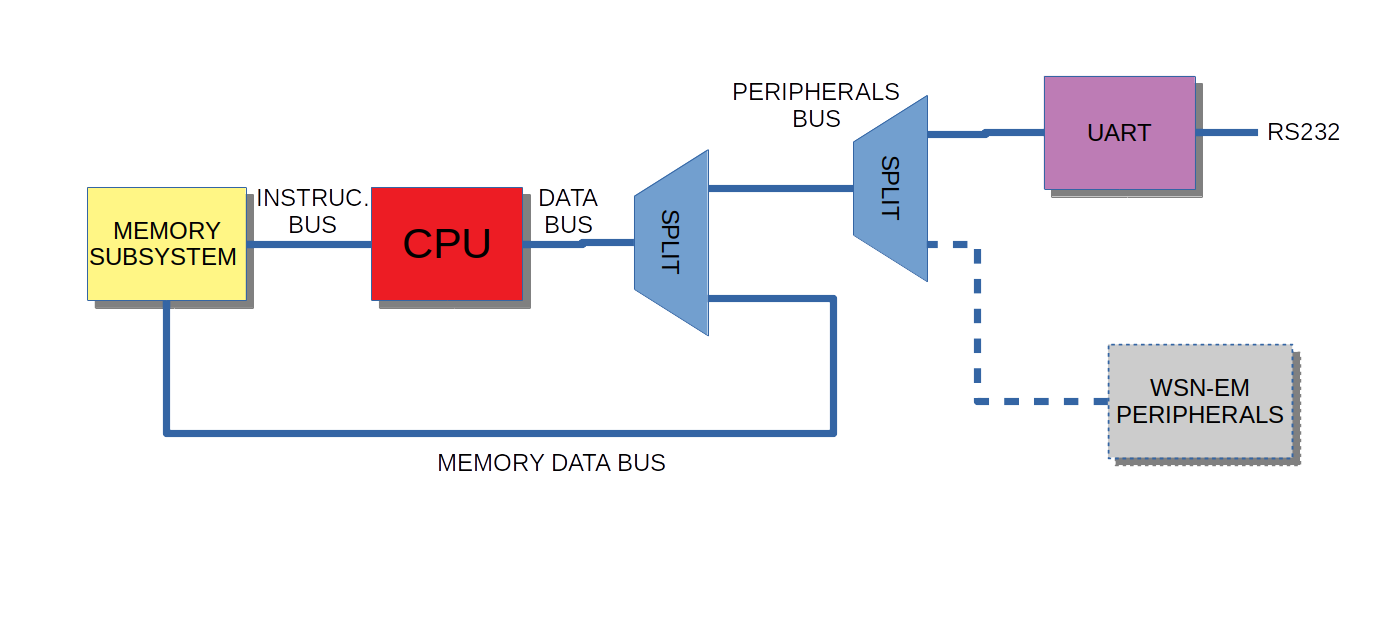 PERIPHERALS
BUS
UART
RS232
SPLIT
INSTRUC.
BUS
DATA
BUS
MEMORY
SUBSYSTEM
CPU
SPLIT
WSN-EM
PERIPHERALS
MEMORY DATA BUS